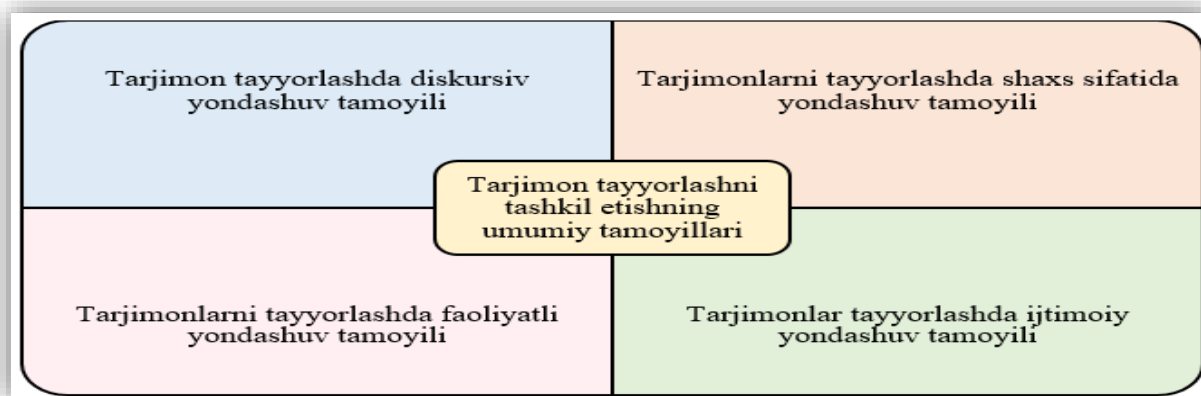 Tarjimon tayyorlashda diskursiv
yondashuv tamoyili
Tarjimonlarni tayyorlashda shaxs sifatida
yondashuv tamoyili
Tarjimon tayyorlashni
tashkil etishning
umumiy tamoyillari
Tarjimonlarni tayyorlashda faoliyatli
yondashuv tamoyili
Tarjimonlar tayyorlashda ijtimoiy
yondashuv tamoyili